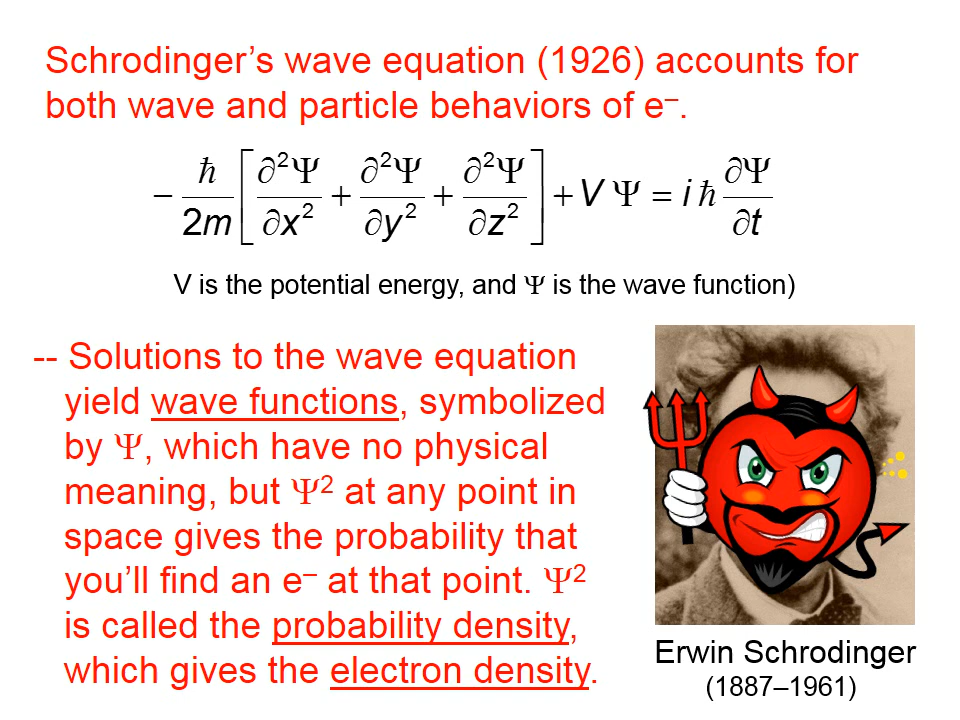 Schrodinger’s wave equation (1926) accounts for
both wave and particle behaviors of e–.
− ħ/2m [ ∂²Ψ/∂x² + ∂²Ψ/∂y² + ∂²Ψ/∂z² ] + V Ψ = i ħ ∂Ψ/∂t
V is the potential energy, and Ψ is the wave function)
-- Solutions to the wave equation
yield wave functions, symbolized
by Ψ, which have no physical
meaning, but Ψ2 at any point in
space gives the probability that
you’ll find an e– at that point. Ψ2
is called the probability density,
which gives the electron density.
Erwin Schrodinger
(1887–1961)